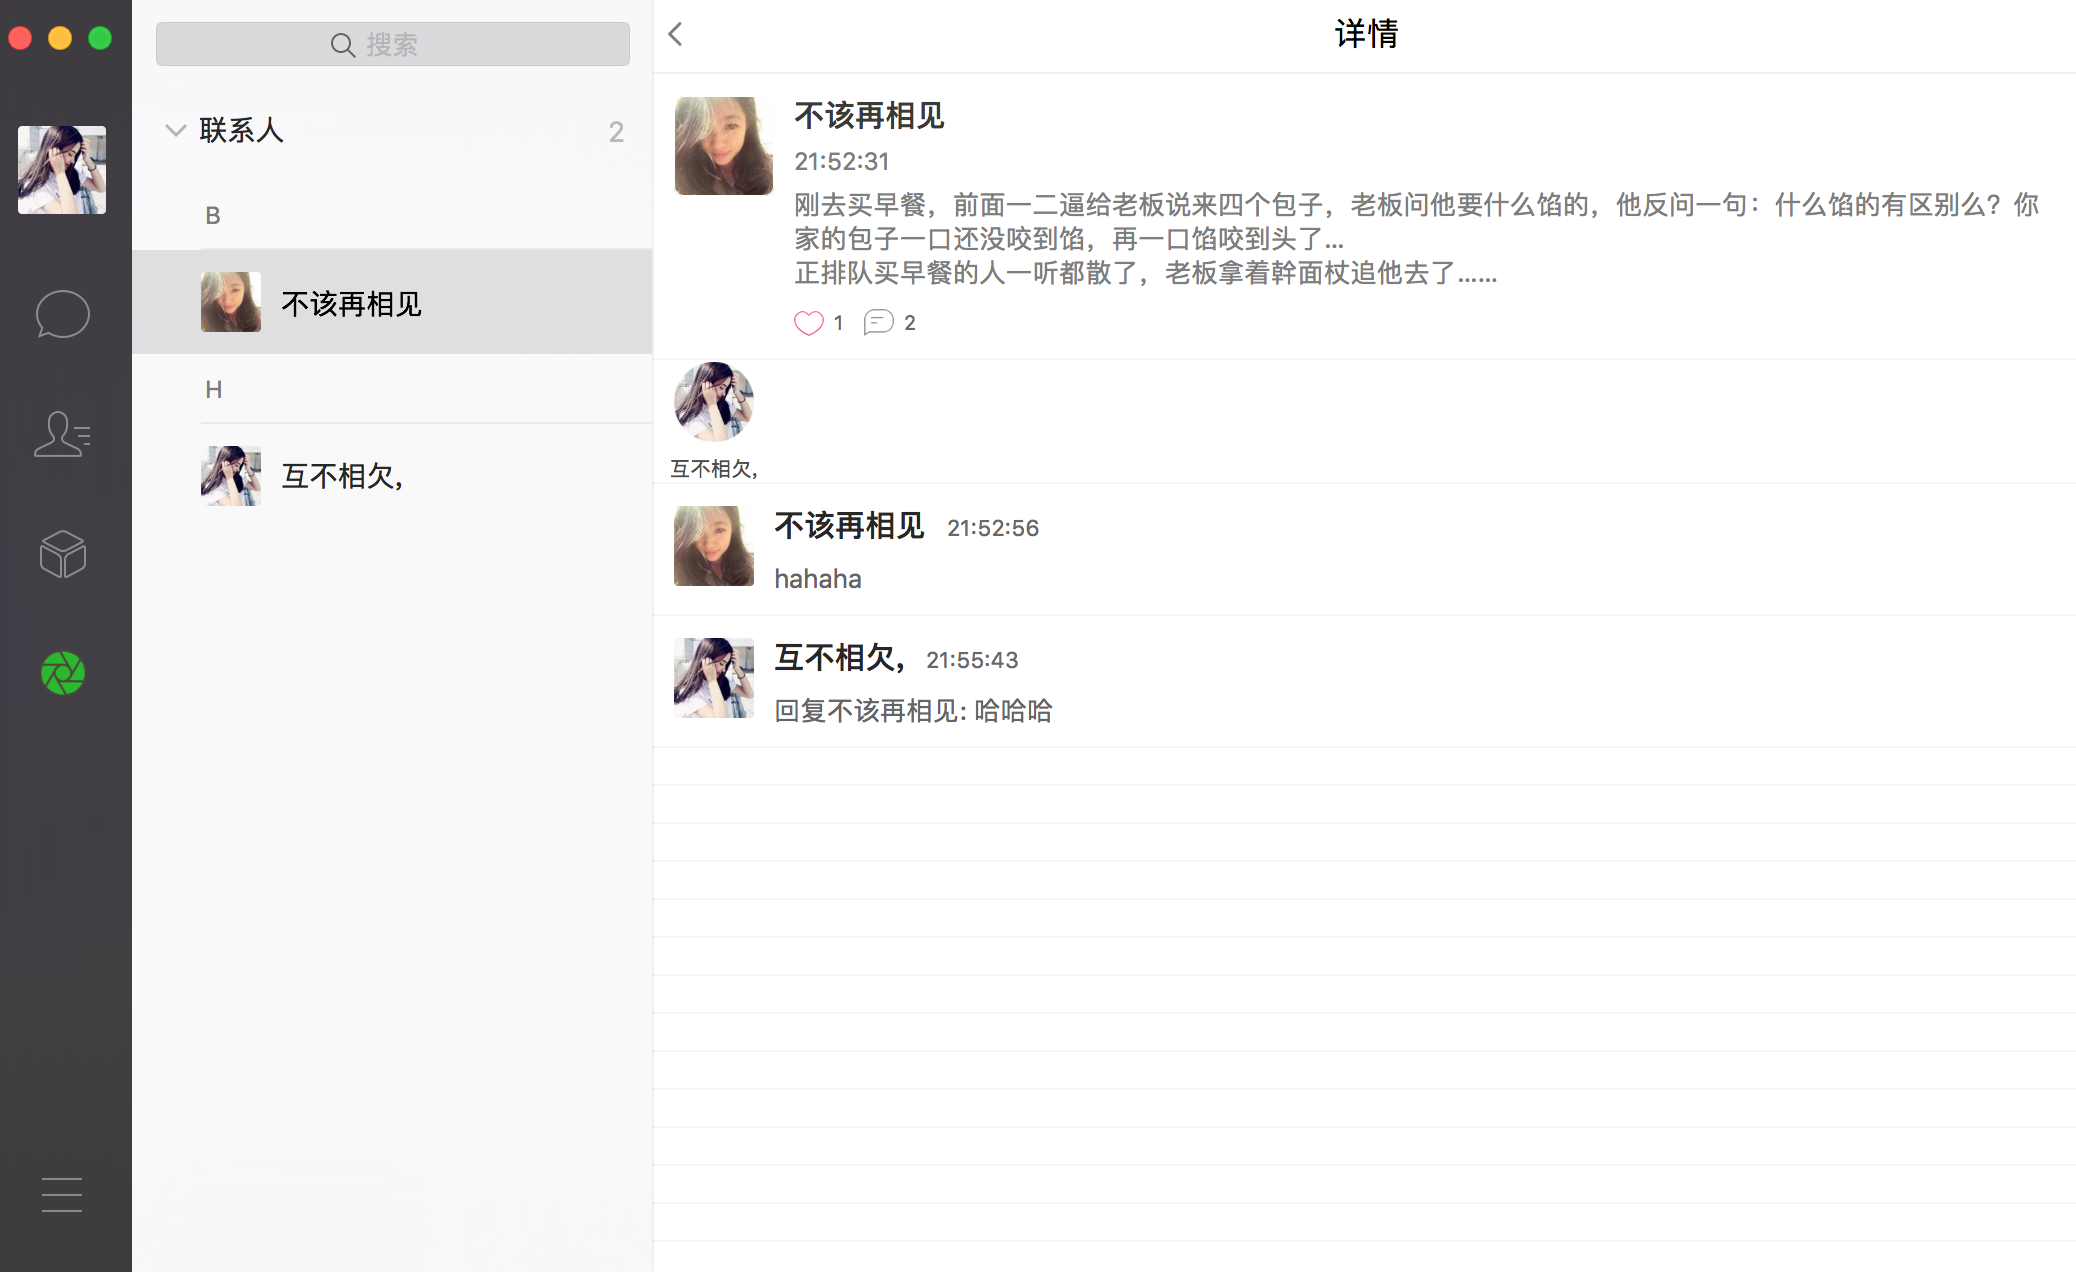 搜索
联系人 2
B
不该再相见
H
互不相欠,
详情
不该再相见
21:52:31
刚去买早餐，前面一二逼给老板说来四个包子，老板问他要什么馅的，他反问一句：什么馅的有区别么？你
家的包子一口还没咬到馅，再一口馅咬到头了...
正排队买早餐的人一听都散了，老板拿着幹面杖追他去了......
1 2
互不相欠,
不该再相见 21:52:56
hahaha
互不相欠, 21:55:43
回复不该再相见: 哈哈哈